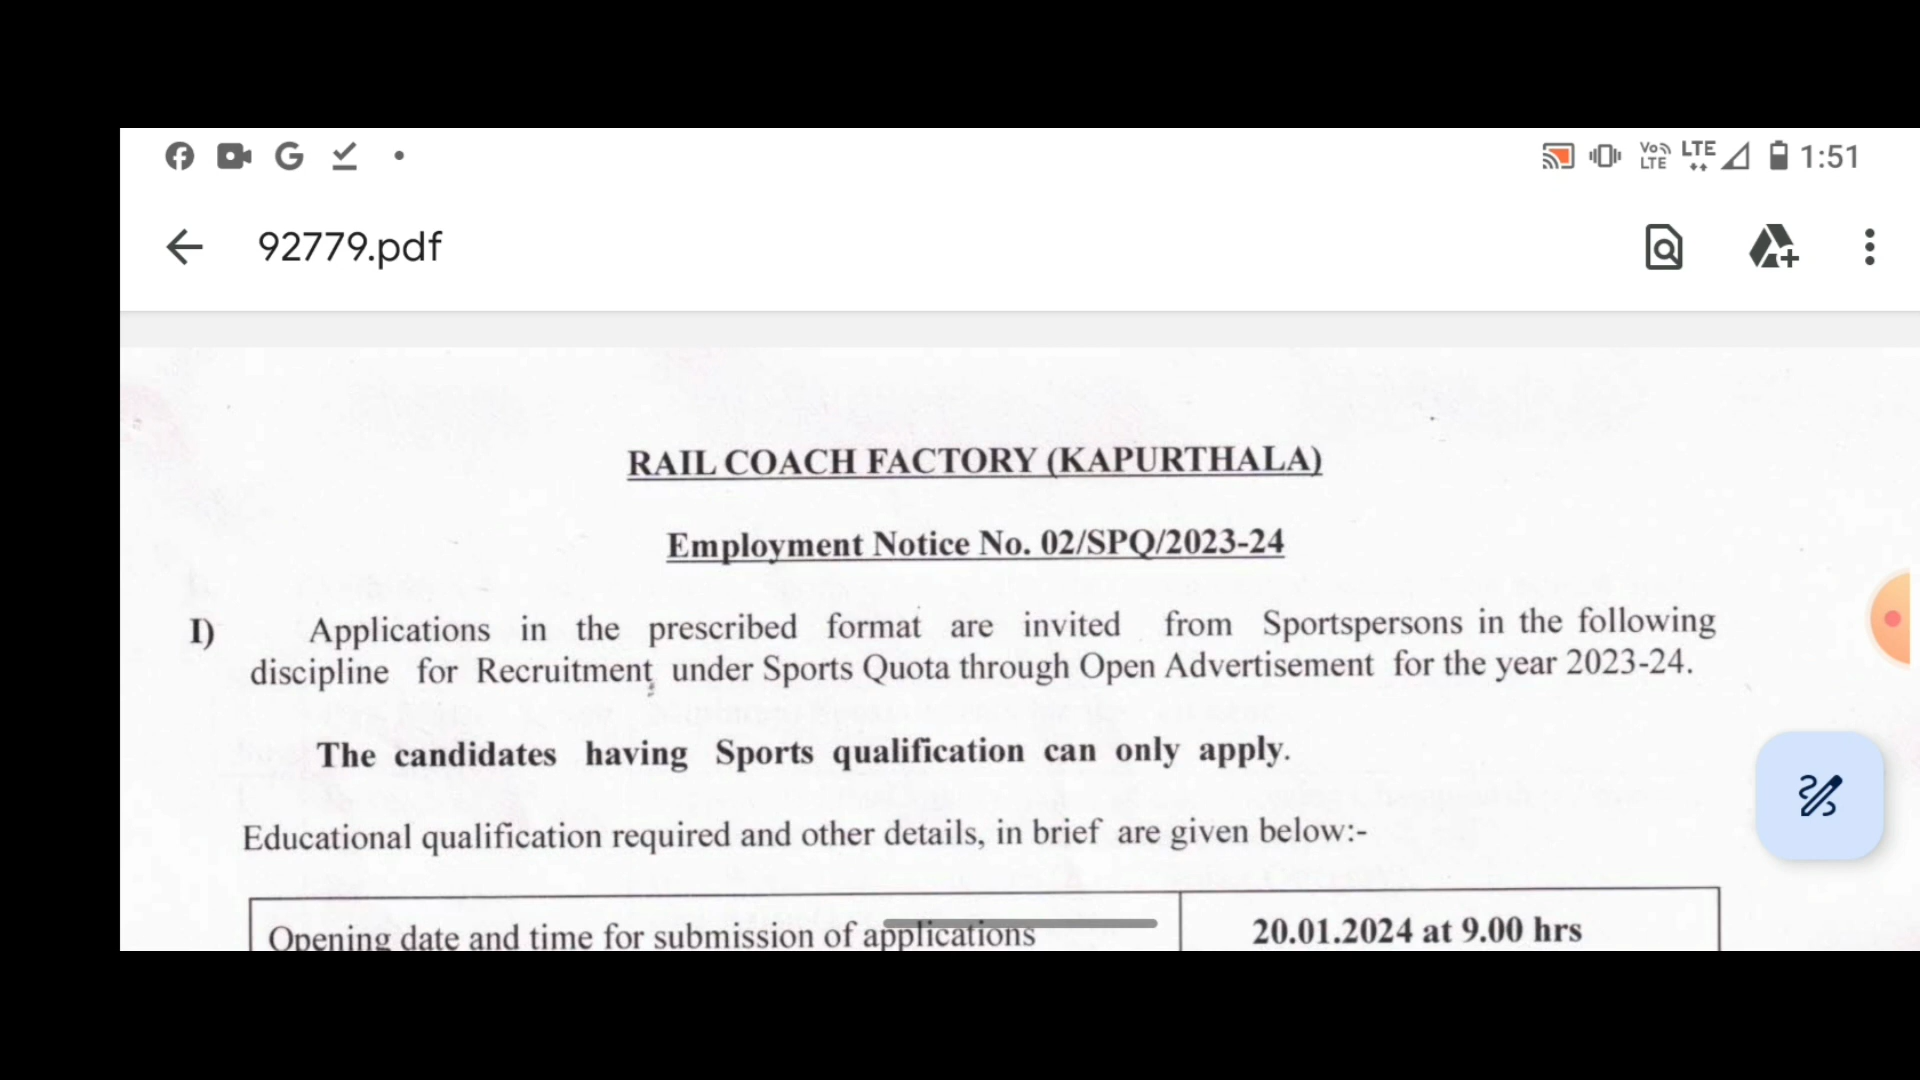 Vo LTE LTE 1:51
92779.pdf
RAIL COACH FACTORY (KAPURTHALA)
Employment Notice No. 02/SPQ/2023-24
I) Applications in the prescribed format are invited from Sportspersons in the following
discipline for Recruitment under Sports Quota through Open Advertisement for the year 2023-24.
The candidates having Sports qualification can only apply.
Educational qualification required and other details, in brief are given below:-
Opening date and time for submission of applications 20.01.2024 at 9.00 hrs